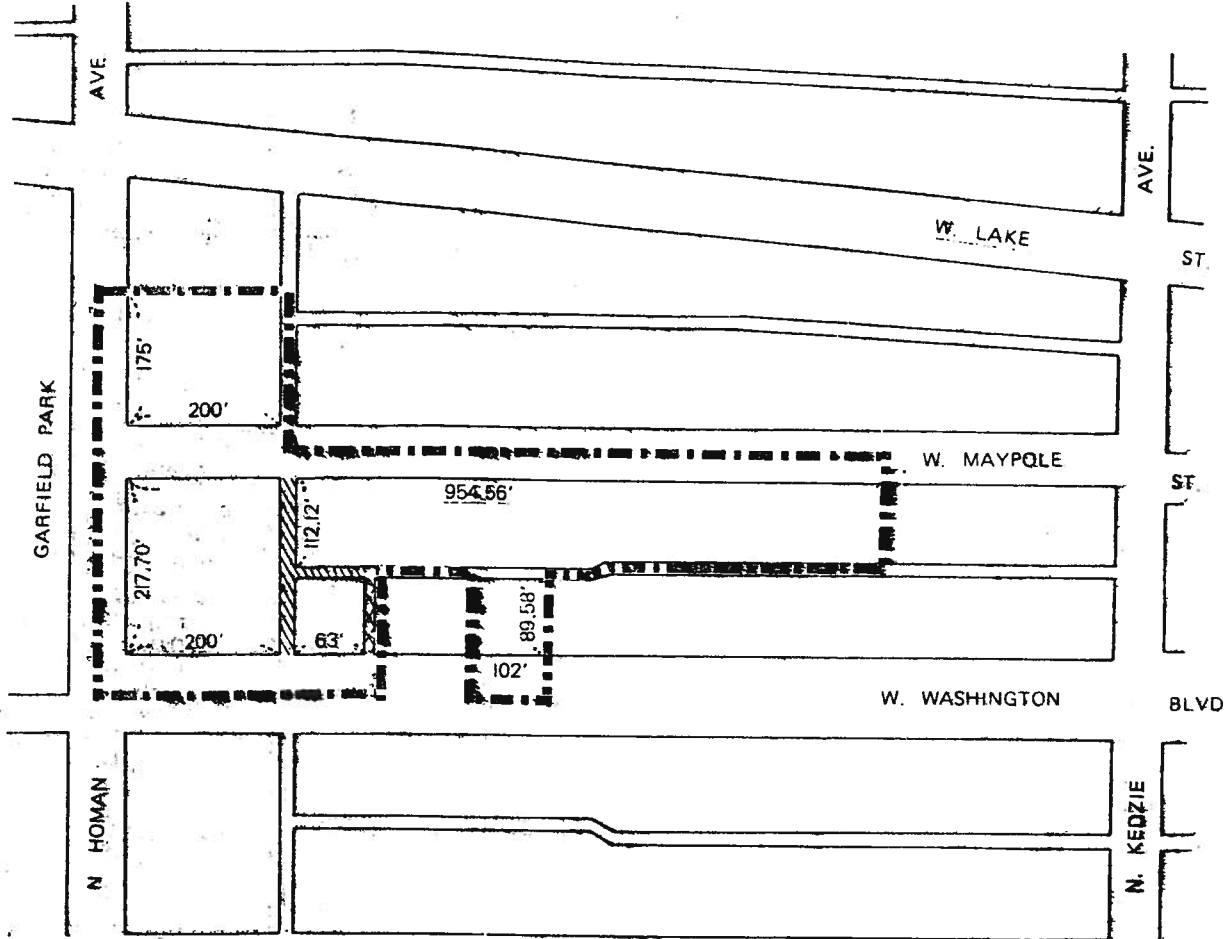 AVE
AVE.
W. LAKE
ST.
175'
200'
GARFIELD PARK
W. MAYPOLE
ST.
954.56'
112.12'
217.70'
89.58'
200'
63'
102'
W. WASHINGTON
BLVD
N HOMAN
N. KEDZIE